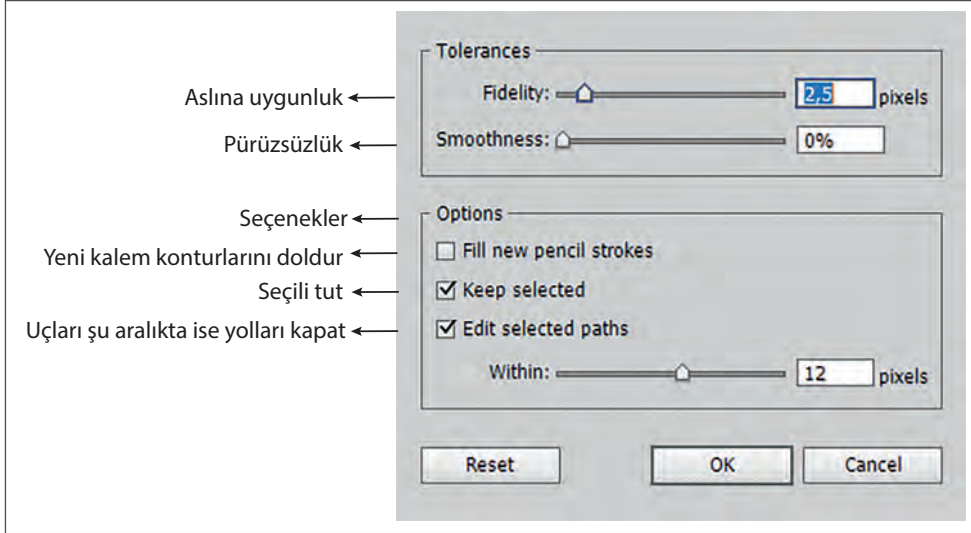 Tolerances
Aslına uygunluk Fidelity: 2,5 pixels
Pürüzsüzlük Smoothness: 0%
Seçenekler Options
Yeni kalem konturlarını doldur Fill new pencil strokes
Seçili tut Keep selected
Uçları şu aralıkta ise yolları kapat Edit selected paths
Within: 12 pixels
Reset OK Cancel